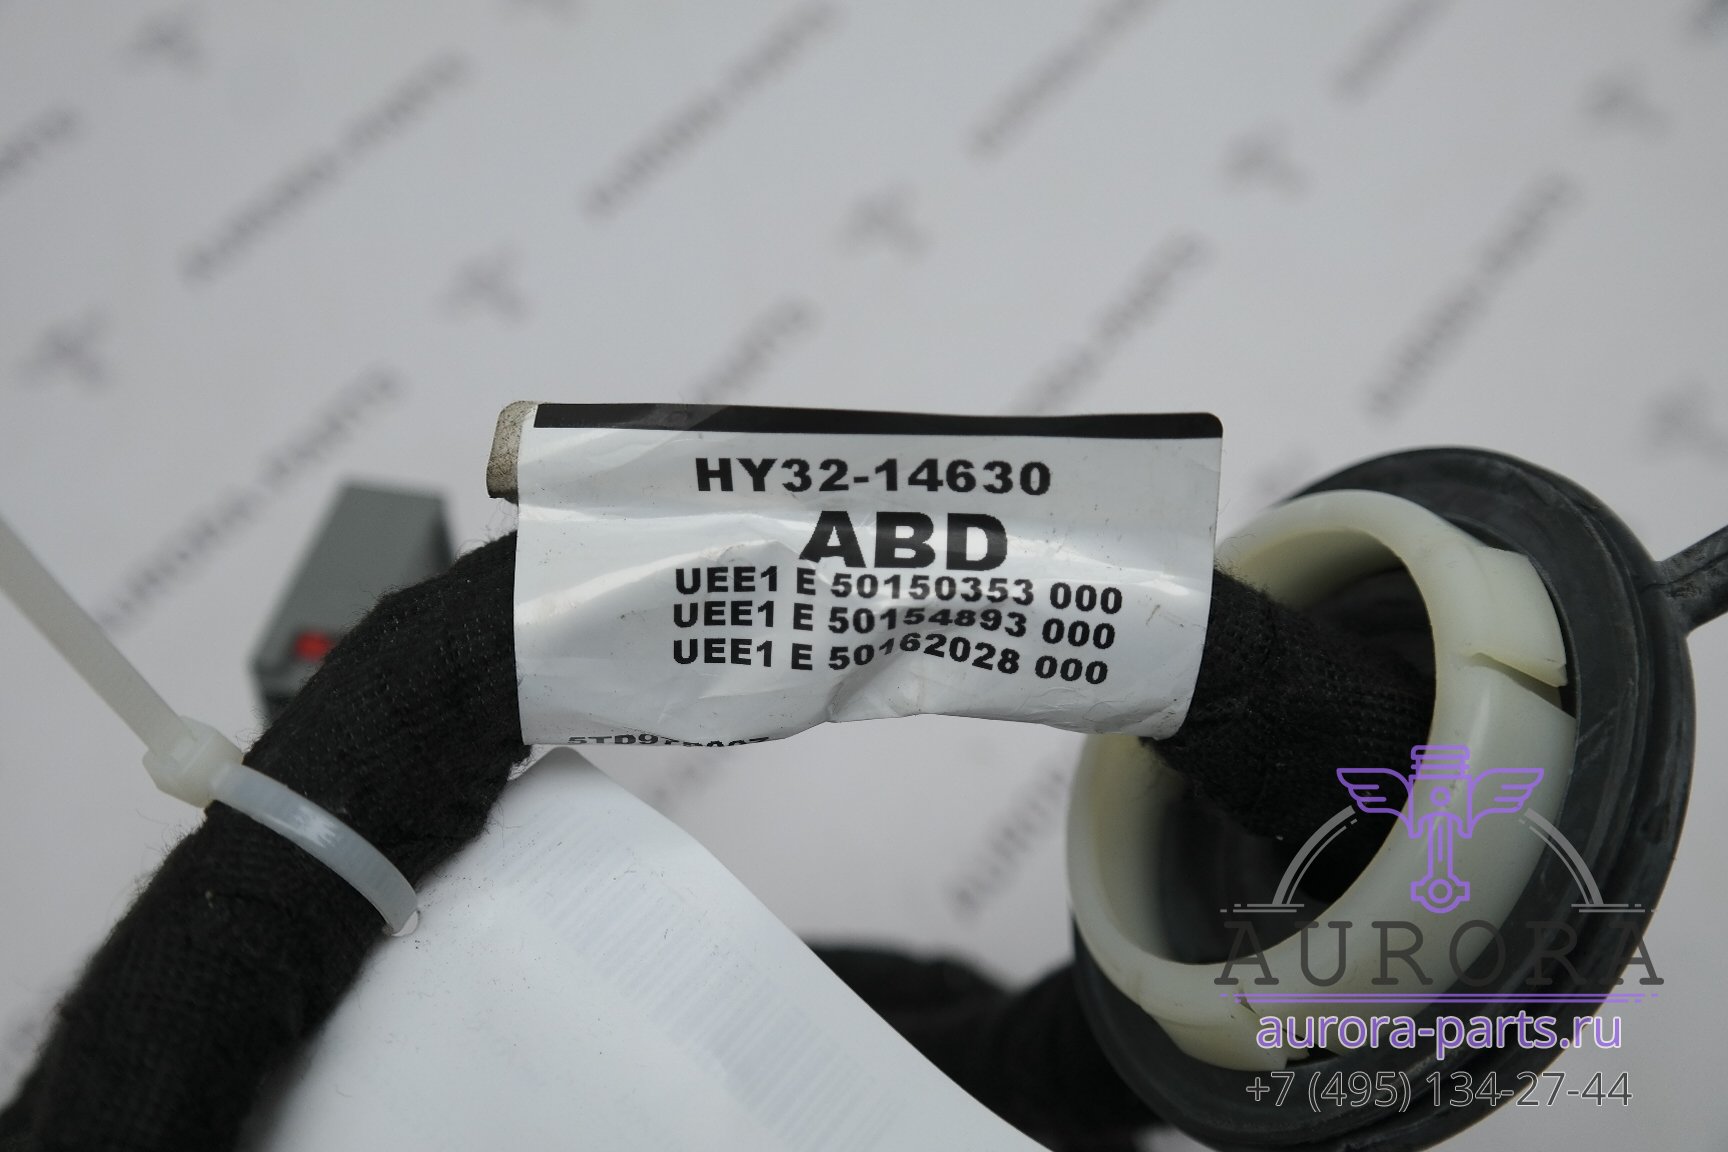 HY32-14630
ABD
UEE1 E 50150353 000
UEE1 E 50154893 000
UEE1 E 50162028 000
AURORA
aurora-parts.ru
+7 (495) 134-27-44